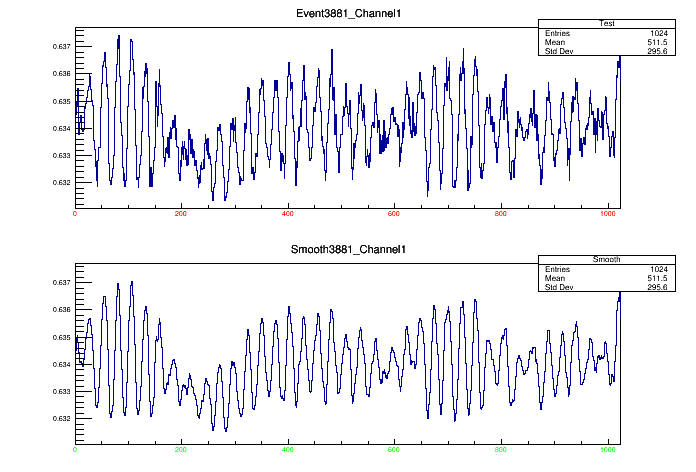 Event3881_Channel1
Test
Entries 1024
Mean 511.5
Std Dev 295.6
0.637
0.636
0.635
0.634
0.633
0.632
0 200 400 600 800 1000
Smooth3881_Channel1
Smooth
Entries 1024
Mean 511.5
Std Dev 295.6
0.637
0.636
0.635
0.634
0.633
0.632
0 200 400 600 800 1000